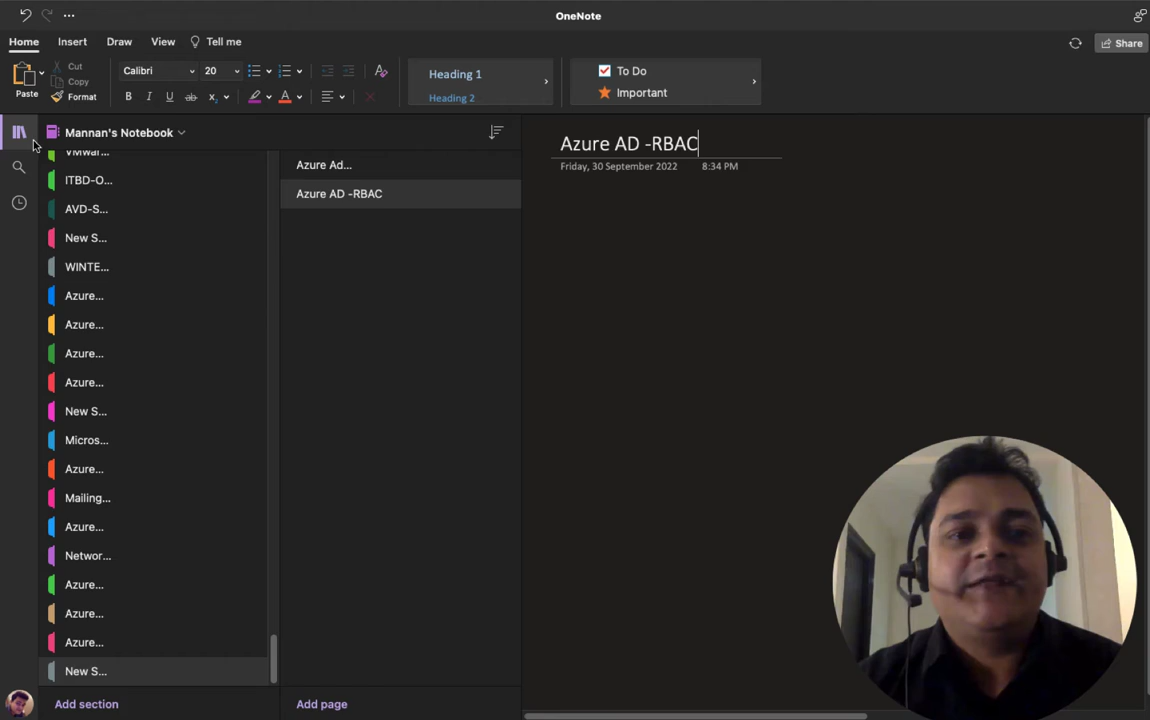 OneNote
Home Insert Draw View Tell me
Share
Paste
Cut
Copy
Format
Calibri 20
B I U ab x₂ A
Heading 1
Heading 2
To Do
Important
Mannan's Notebook
VMwar...
ITBD-O...
AVD-S...
New S...
WINTE...
Azure...
Azure...
Azure...
Azure...
New S...
Micros...
Azure...
Mailing...
Azure...
Networ...
Azure...
Azure...
Azure...
New S...
Add section
Azure Ad...
Azure AD -RBAC
Add page
Azure AD -RBAC
Friday, 30 September 2022 8:34 PM